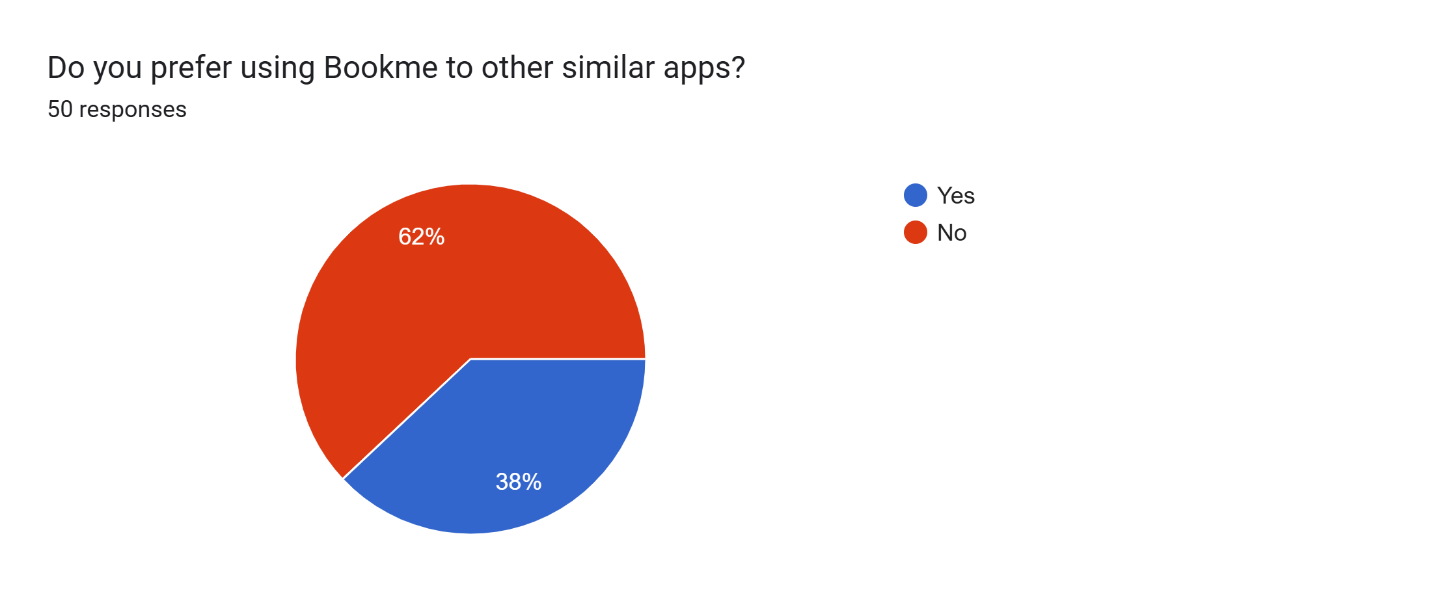 Do you prefer using Bookme to other similar apps?
50 responses
Yes
No
62%
38%